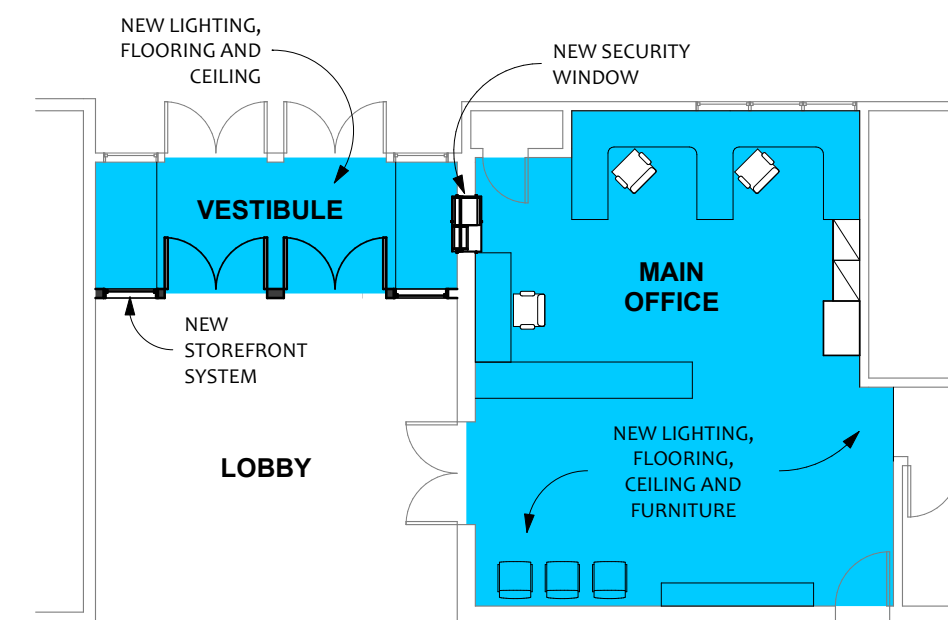 NEW LIGHTING,
FLOORING AND
CEILING
NEW SECURITY
WINDOW
VESTIBULE
MAIN
OFFICE
NEW
STOREFRONT
SYSTEM
LOBBY
NEW LIGHTING,
FLOORING,
CEILING AND
FURNITURE